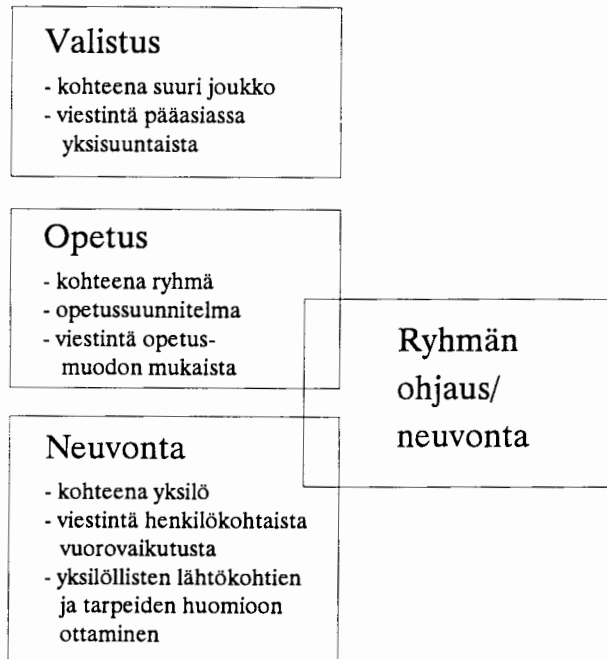 Valistus
- kohteena suuri joukko
- viestintä pääasiassa
yksisuuntaista
Opetus
- kohteena ryhmä
- opetussuunnitelma
- viestintä opetus-
muodon mukaista
Ryhmän
ohjaus/
neuvonta
Neuvonta
- kohteena yksilö
- viestintä henkilökohtaista
vuorovaikutusta
- yksilöllisten lähtökohtien
ja tarpeiden huomioon
ottaminen